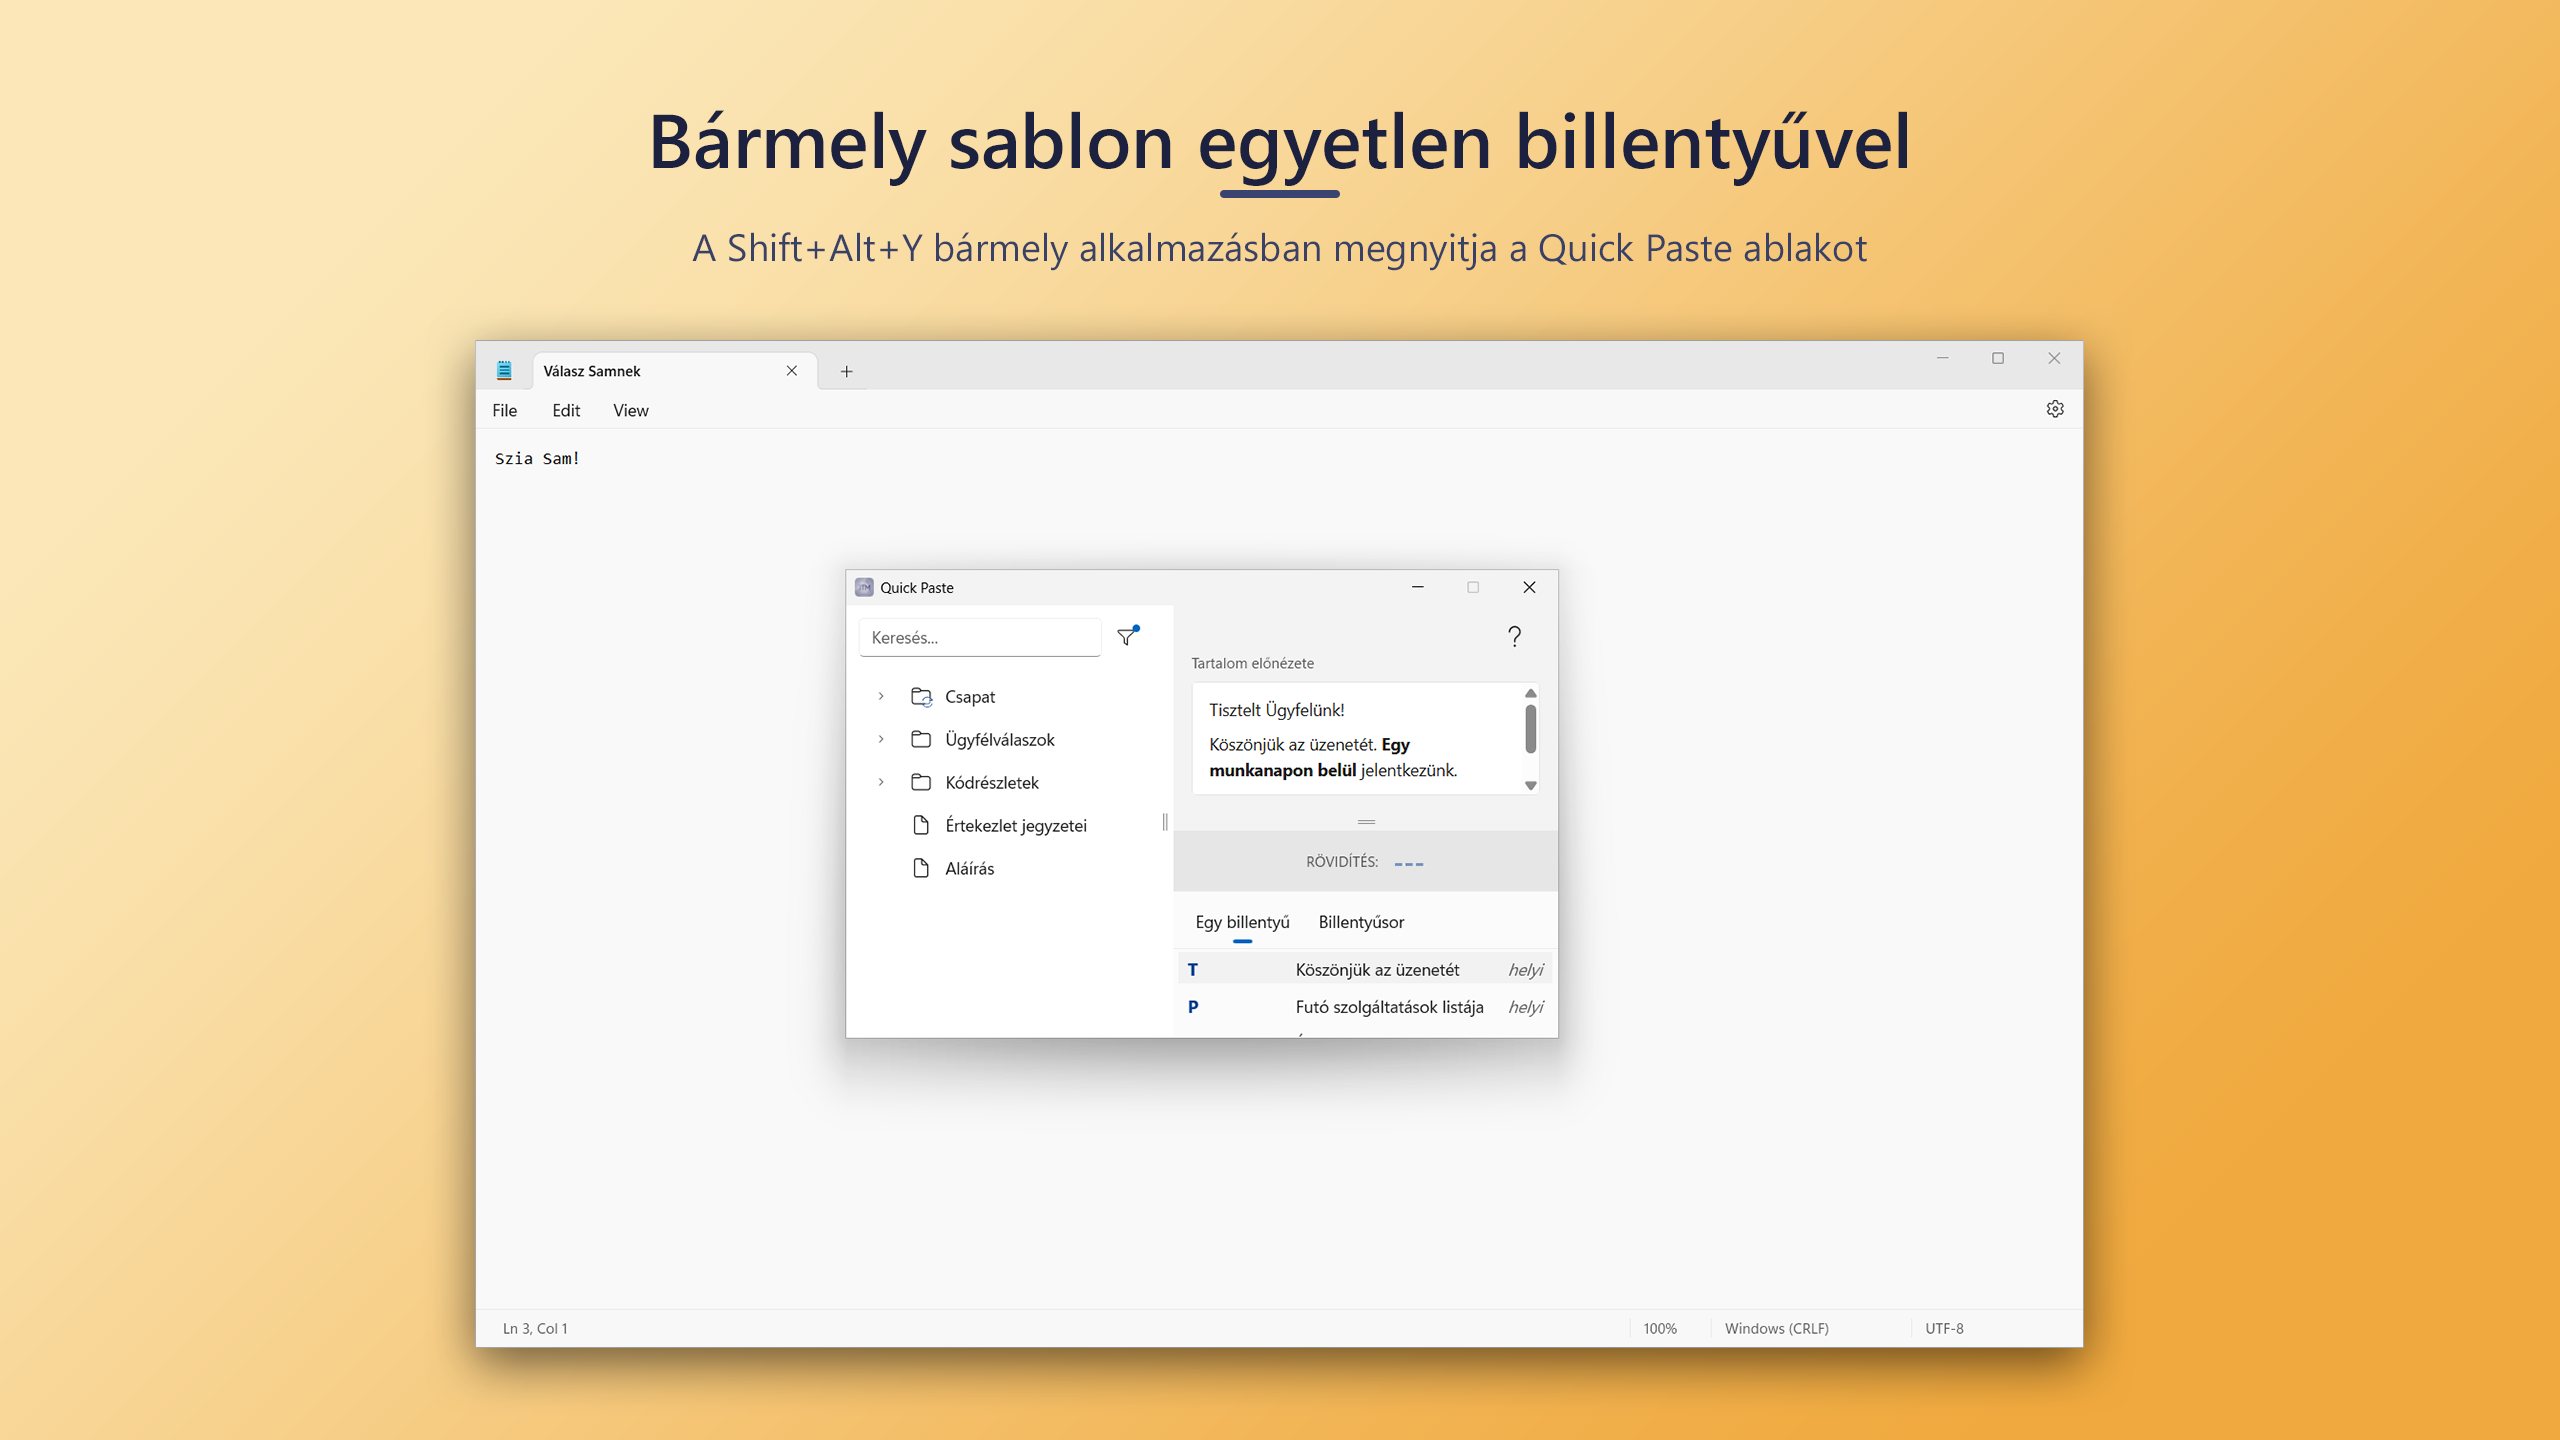 Bármely sablon egyetlen billentyűvel
A Shift+Alt+Y bármely alkalmazásban megnyitja a Quick Paste ablakot
Válasz Samnek
File Edit View
Szia Sam!
Quick Paste
Keresés...
Csapat
Ügyfélválaszok
Kódrészletek
Értekezlet jegyzetei
Aláírás
Tartalom előnézete
Tisztelt Ügyfelünk!
Köszönjük az üzenetét. Egy
munkanapon belül jelentkezünk.
RÖVIDÍTÉS: ---
Egy billentyű Billentyűsor
T Köszönjük az üzenetét helyi
P Futó szolgáltatások listája helyi
Ln 3, Col 1 100% Windows (CRLF) UTF-8